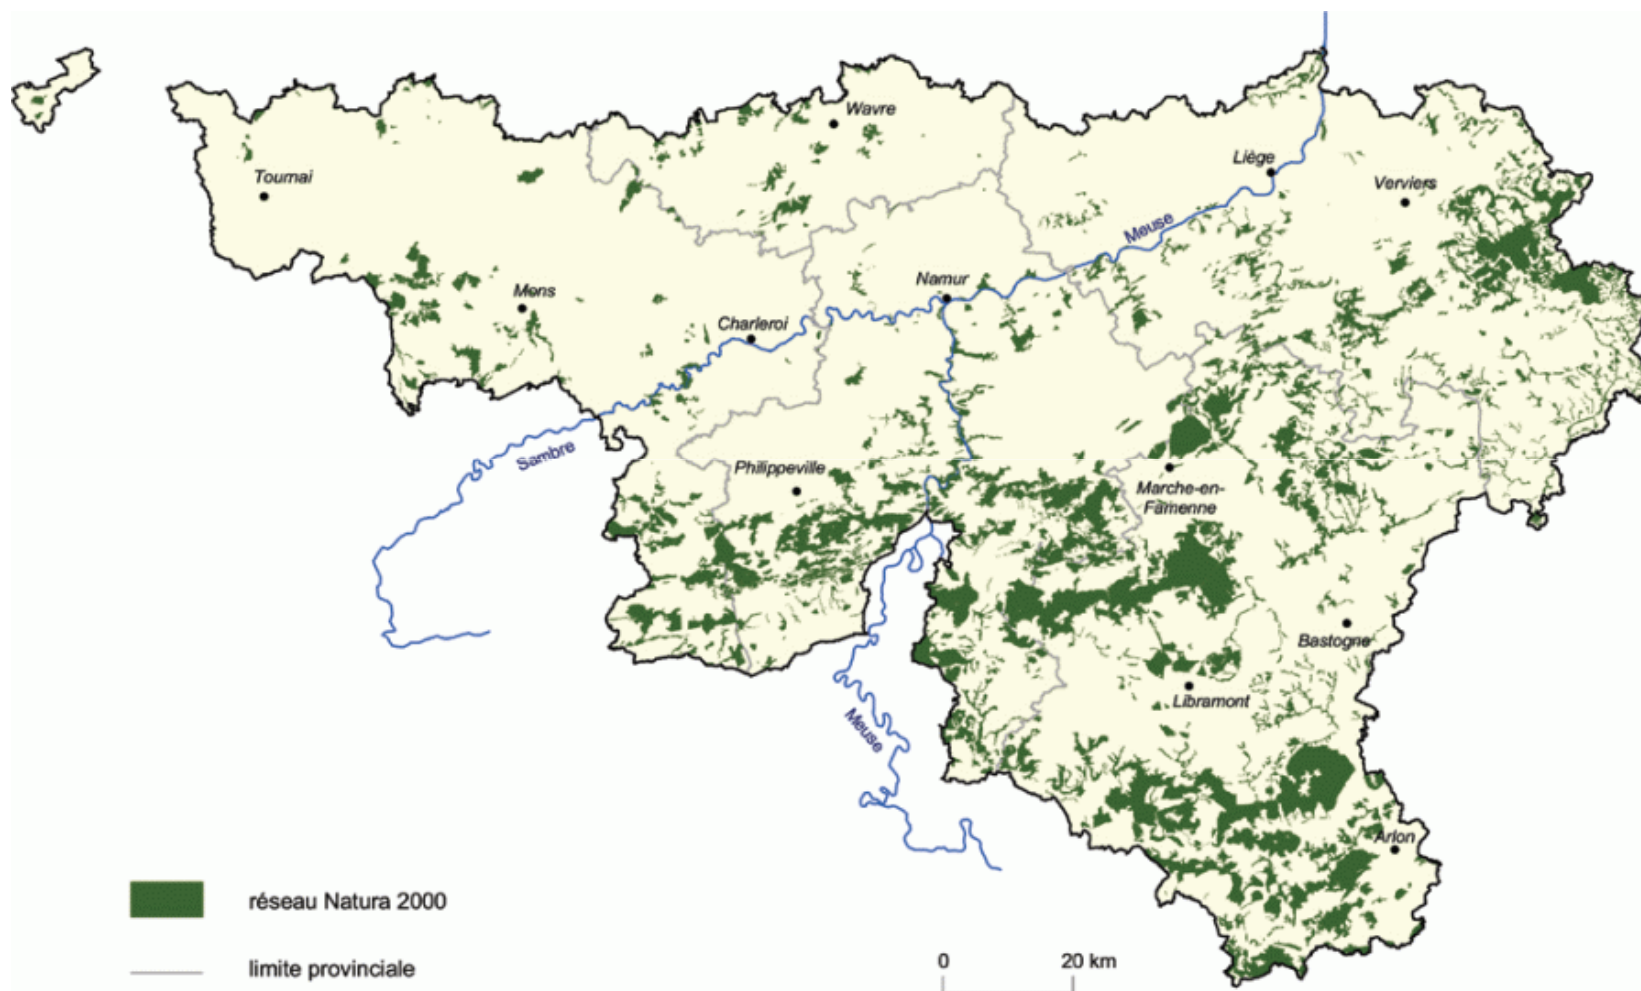 Wavre
Liége
Tournai
Verviers
Meuse
Namur
Mons
Charleroi
Sambre
Philippeville
Marche-en-
Famenne
Bastogne
Libramont
Meuse
Arlon
réseau Natura 2000
limite provinciale
0 20 km